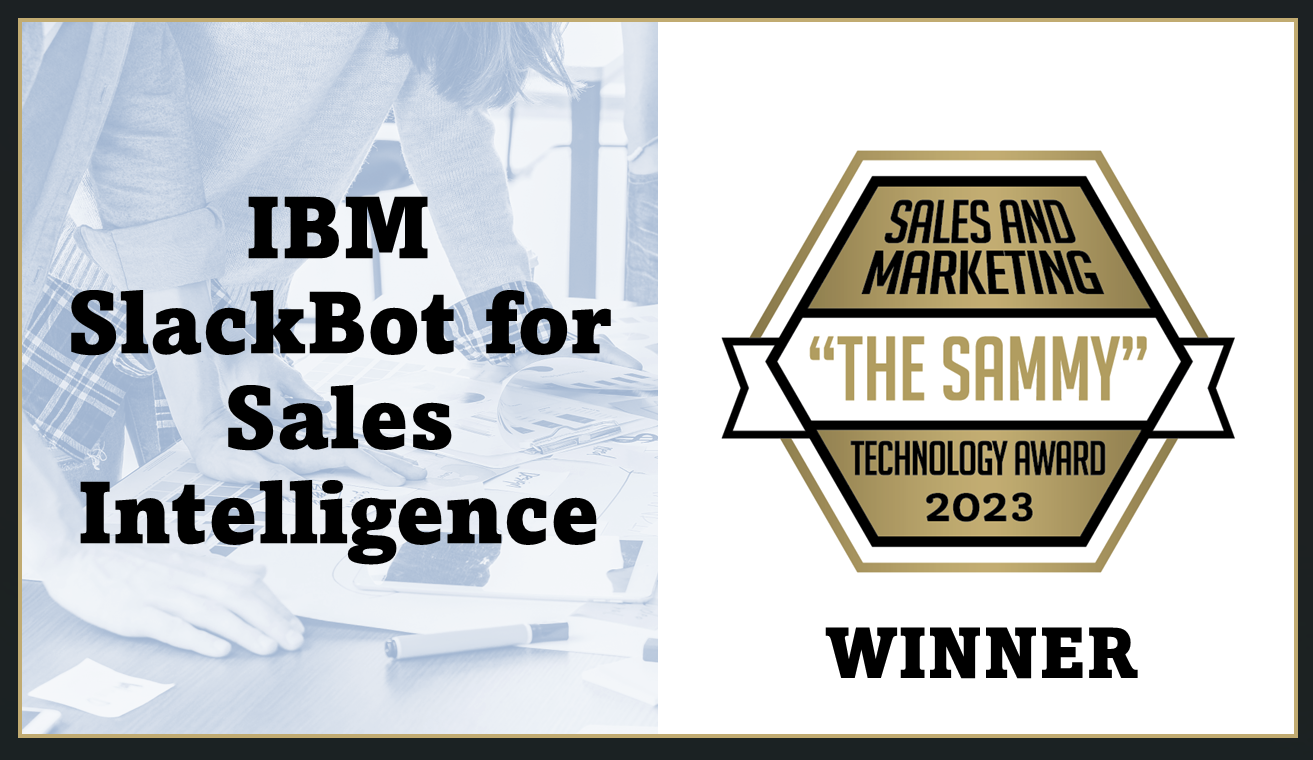 IBM
SlackBot for
Sales
Intelligence
SALES AND
MARKETING
“THE SAMMY”
TECHNOLOGY AWARD
2023
WINNER